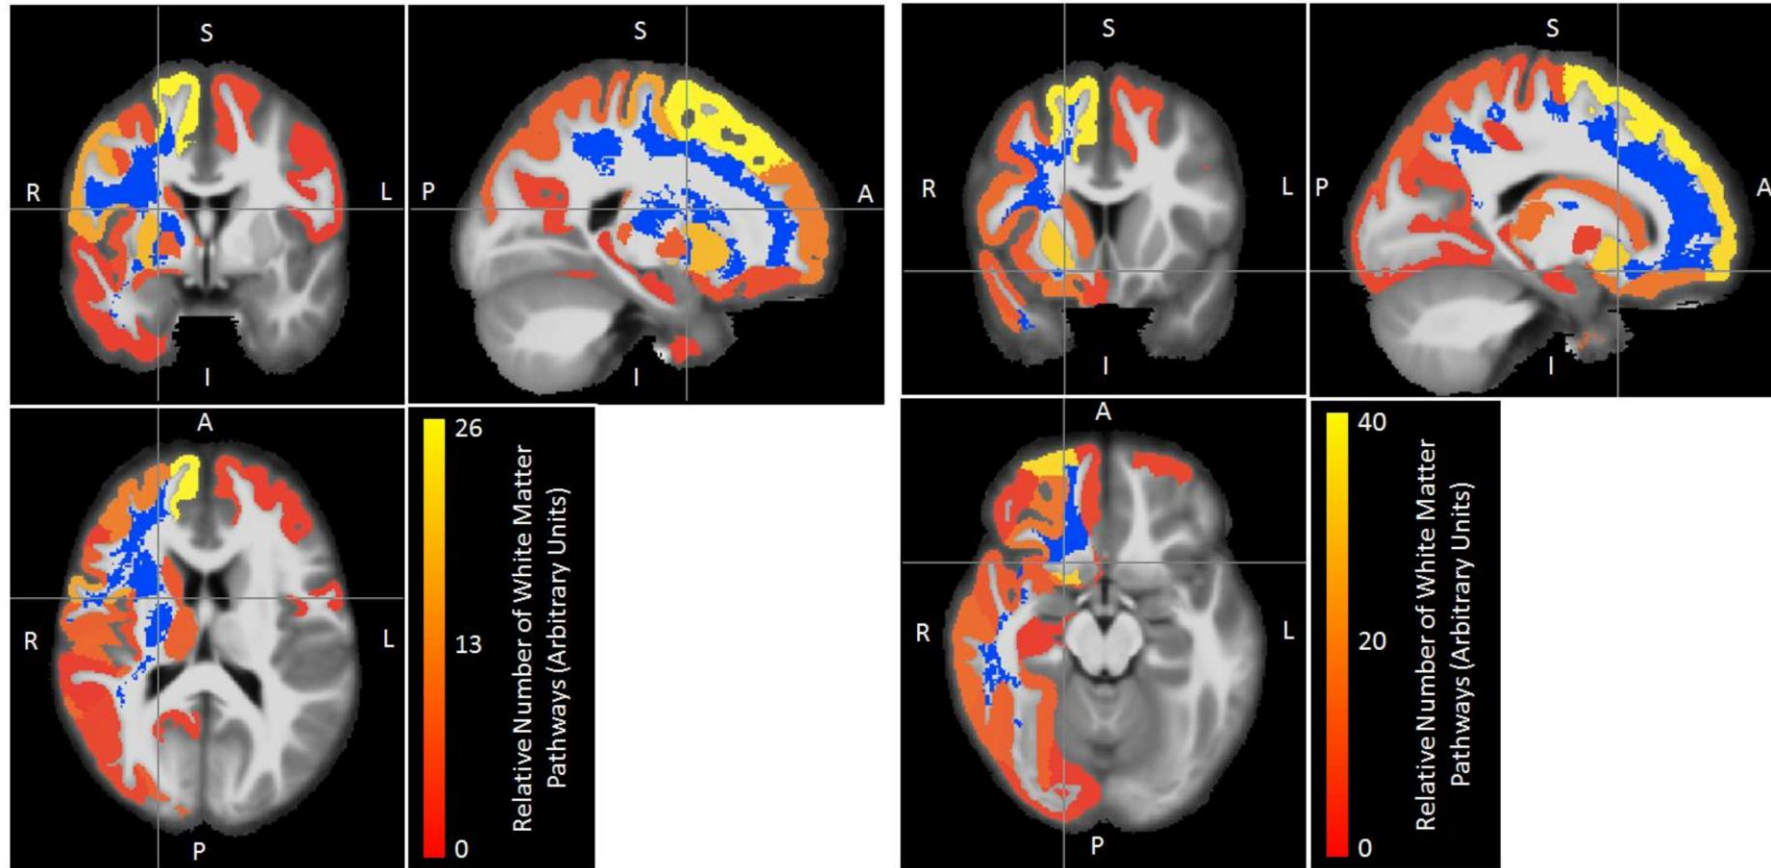 S
R
L
I
S
P
A
I
A
R
L
P
26
13
0
Relative Number of White Matter
Pathways (Arbitrary Units)
S
R
L
I
S
P
A
I
A
R
L
P
40
20
0
Relative Number of White Matter
Pathways (Arbitrary Units)